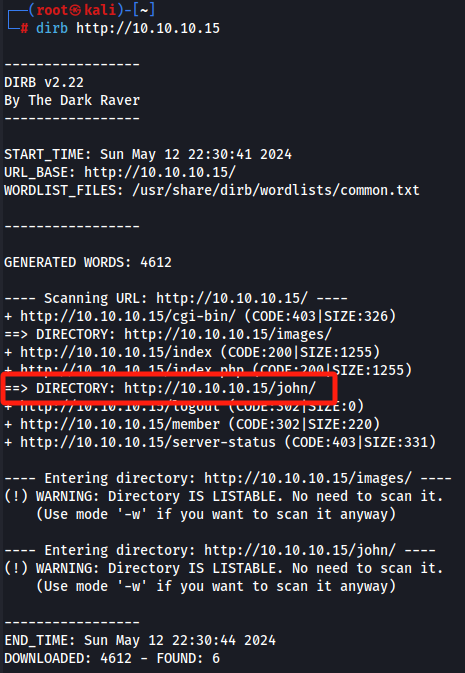 ┌──(root㉿kali)-[~]
└─# dirb http://10.10.10.15
-----------------
DIRB v2.22
By The Dark Raver
-----------------
START_TIME: Sun May 12 22:30:41 2024
URL_BASE: http://10.10.10.15/
WORDLIST_FILES: /usr/share/dirb/wordlists/common.txt
-----------------
GENERATED WORDS: 4612
---- Scanning URL: http://10.10.10.15/ ----
+ http://10.10.10.15/cgi-bin/ (CODE:403|SIZE:326)
==> DIRECTORY: http://10.10.10.15/images/
+ http://10.10.10.15/index (CODE:200|SIZE:1255)
+ http://10.10.10.15/index.php (CODE:200|SIZE:1255)
==> DIRECTORY: http://10.10.10.15/john/
+ http://10.10.10.15/logout (CODE:302|SIZE:0)
+ http://10.10.10.15/member (CODE:302|SIZE:220)
+ http://10.10.10.15/server-status (CODE:403|SIZE:331)
---- Entering directory: http://10.10.10.15/images/ ----
(!) WARNING: Directory IS LISTABLE. No need to scan it.
(Use mode '-w' if you want to scan it anyway)
---- Entering directory: http://10.10.10.15/john/ ----
(!) WARNING: Directory IS LISTABLE. No need to scan it.
(Use mode '-w' if you want to scan it anyway)
-----------------
END_TIME: Sun May 12 22:30:44 2024
DOWNLOADED: 4612 - FOUND: 6